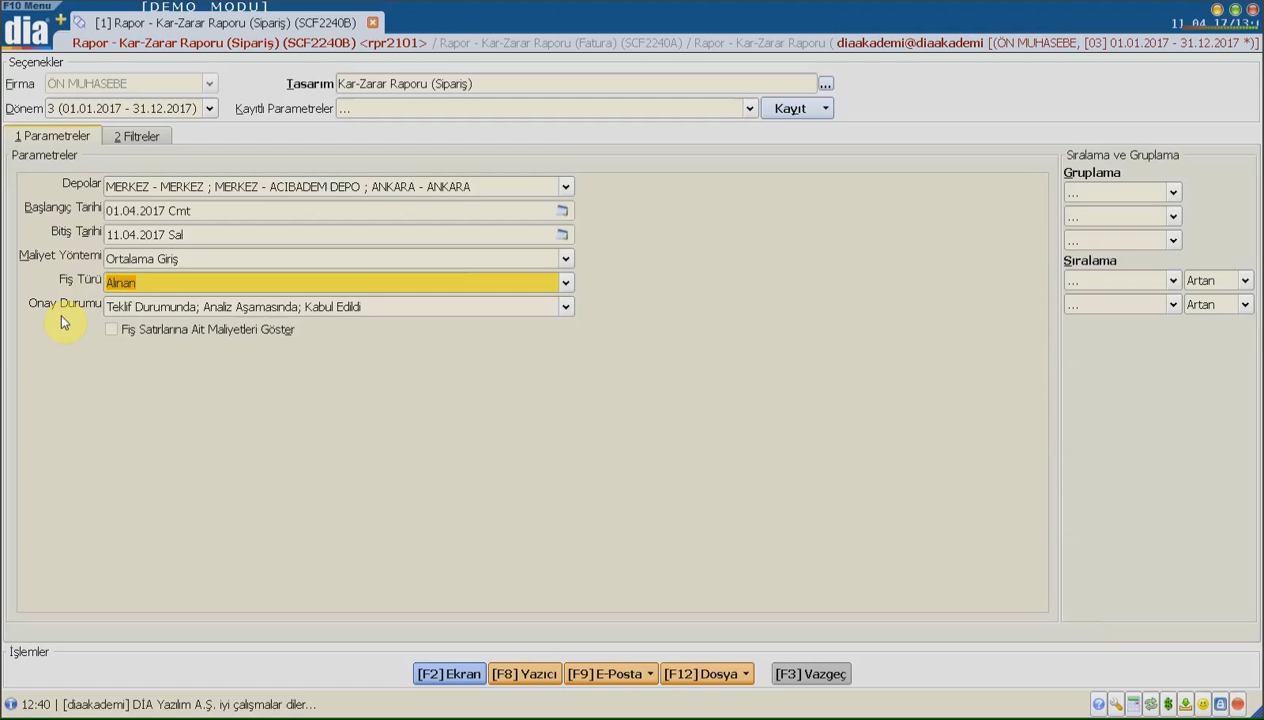 F10 Menu
[DEMO MODU]
dia
[1] Rapor - Kar-Zarar Raporu (Sipariş) (SCF2240B)
Rapor - Kar-Zarar Raporu (Sipariş) (SCF2240B) <rpr2101> / Rapor - Kar-Zarar Raporu (Fatura) (SCF2240A) / Rapor - Kar-Zarar Raporu ( diaakademi@diaakademi [(ÖN MUHASEBE, [03] 01.01.2017 - 31.12.2017 *)]
Seçenekler
Firma ÖN MUHASEBE Tasarım Kar-Zarar Raporu (Sipariş) ...
Dönem 3 (01.01.2017 - 31.12.2017) Kayıtlı Parametreler ... Kayıt
1 Parametreler 2 Filtreler
Parametreler
Depolar MERKEZ - MERKEZ ; MERKEZ - ACIBADEM DEPO ; ANKARA - ANKARA
Başlangıç Tarihi 01.04.2017 Cmt
Bitiş Tarihi 11.04.2017 Sal
Maliyet Yöntemi Ortalama Giriş
Fiş Türü Alınan
Onay Durumu Teklif Durumunda; Analiz Aşamasında; Kabul Edildi
Fiş Satırlarına Ait Maliyetleri Göster
Sıralama ve Gruplama
Gruplama
...
...
...
Sıralama
... Artan
... Artan
İşlemler
[F2] Ekran [F8] Yazıcı [F9] E-Posta [F12] Dosya [F3] Vazgeç
12:40 | [diaakademi] DİA Yazılım A.Ş. iyi çalışmalar diler...